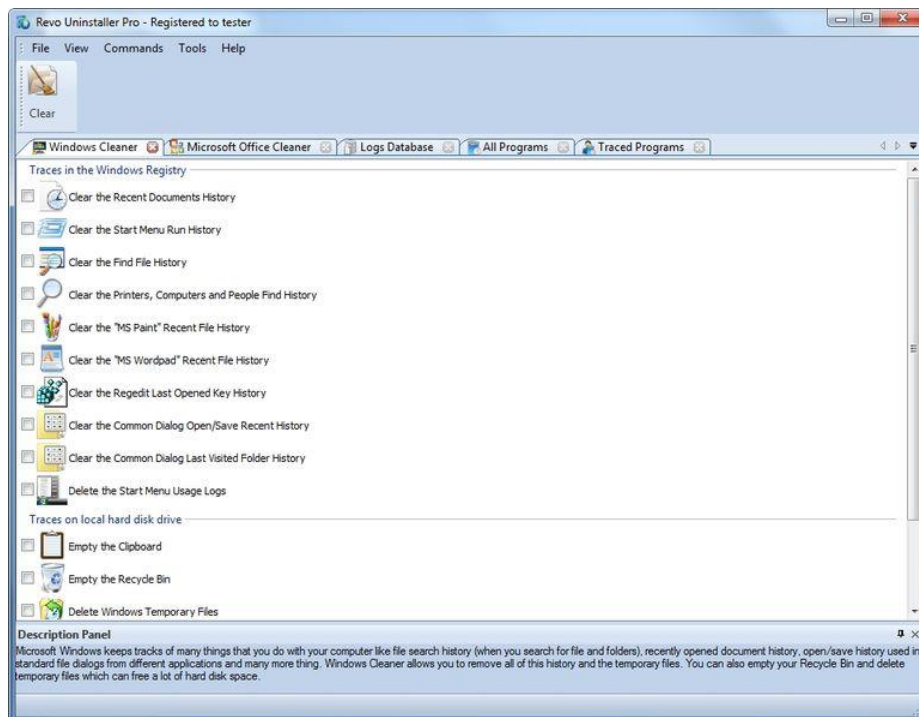 Revo Uninstaller Pro - Registered to tester
File View Commands Tools Help
Clear
Windows Cleaner Microsoft Office Cleaner Logs Database All Programs Traced Programs
Traces in the Windows Registry
Clear the Recent Documents History
Clear the Start Menu Run History
Clear the Find File History
Clear the Printers, Computers and People Find History
Clear the "MS Paint" Recent File History
Clear the "MS Wordpad" Recent File History
Clear the Regedit Last Opened Key History
Clear the Common Dialog Open/Save Recent History
Clear the Common Dialog Last Visited Folder History
Delete the Start Menu Usage Logs
Traces on local hard disk drive
Empty the Clipboard
Empty the Recycle Bin
Delete Windows Temporary Files
Description Panel
Microsoft Windows keeps tracks of many things that you do with your computer like file search history (when you search for file and folders), recently opened document history, open/save history used in
standard file dialogs from different applications and many more thing. Windows Cleaner allows you to remove all of this history and the temporary files. You can also empty your Recycle Bin and delete
temporary files which can free a lot of hard disk space.